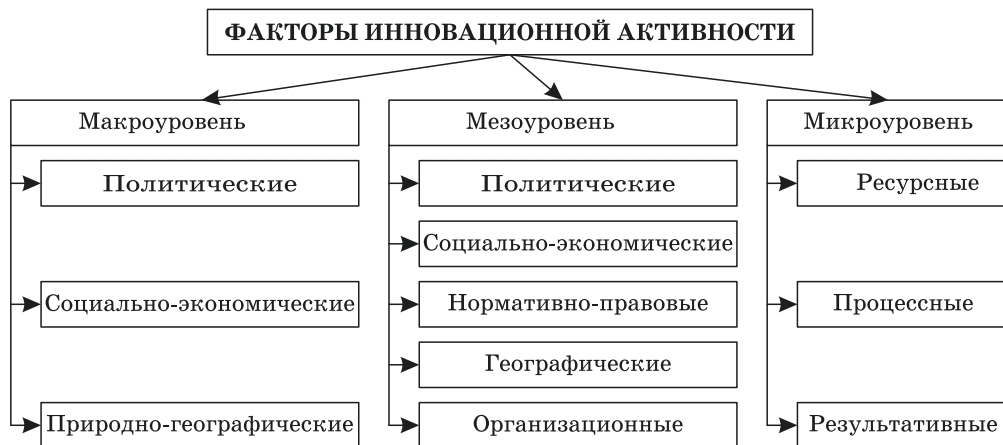 ФАКТОРЫ ИННОВАЦИОННОЙ АКТИВНОСТИ
Макроуровень
Политические
Социально-экономические
Природно-географические
Мезоуровень
Политические
Социально-экономические
Нормативно-правовые
Географические
Организационные
Микроуровень
Ресурсные
Процессные
Результативные